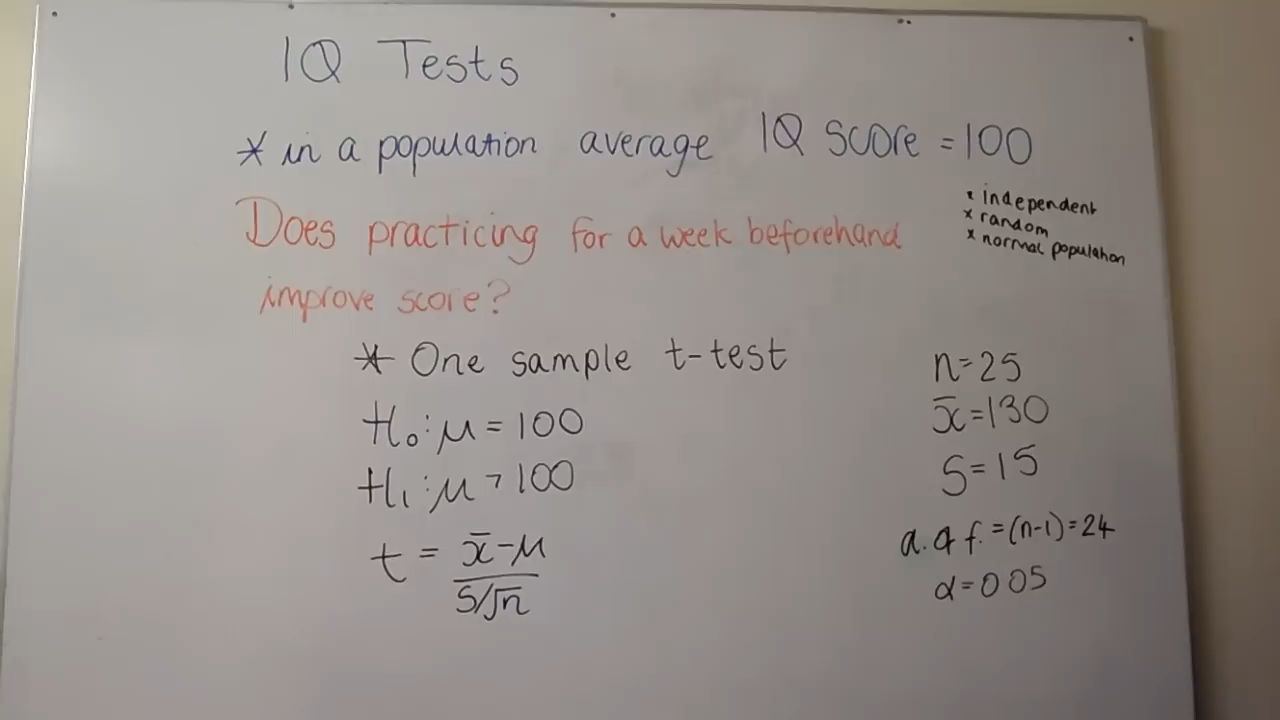 IQ Tests
* in a population average IQ score = 100
* independent
* random
* normal population
Does practicing for a week beforehand
improve score?
* One sample t-test
H₀: μ = 100
H₁: μ > 100
t = x̄-μ / s/√n
n=25
x̄=130
S=15
d. of f. = (n-1) = 24
α = 0.05